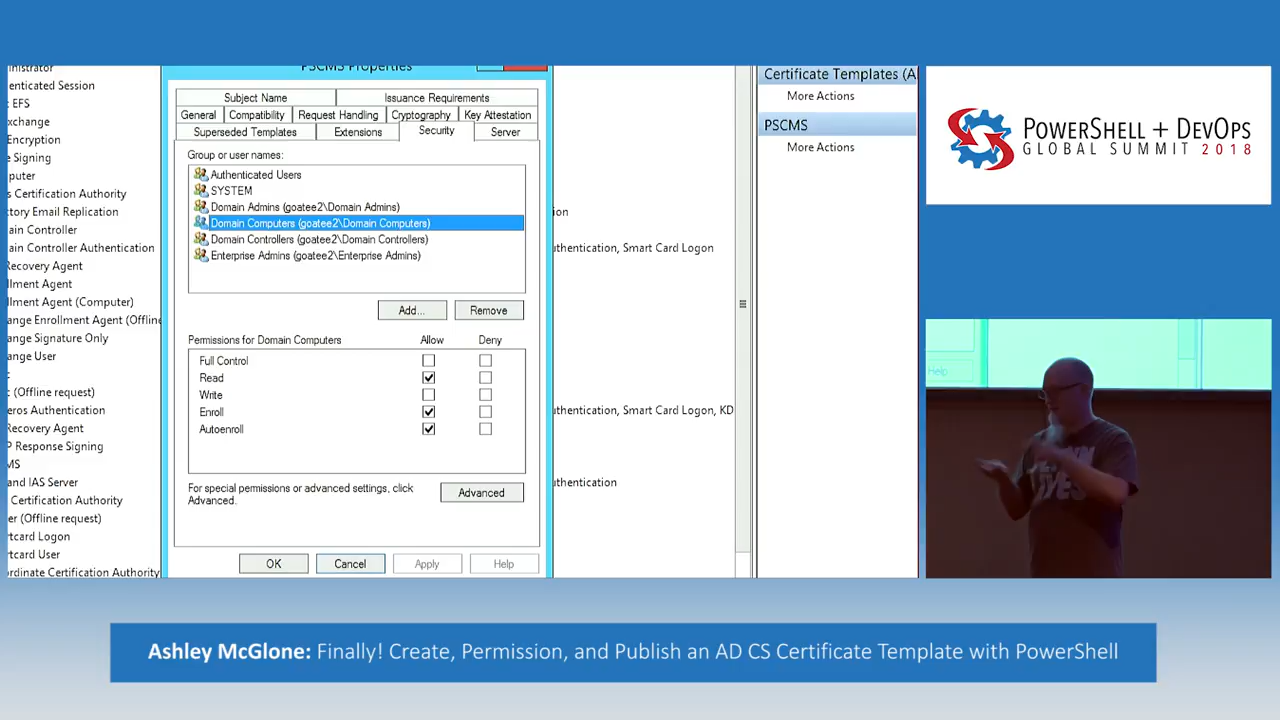 inistrator
enticated Session
EFS
xchange
Encryption
e Signing
puter
s Certification Authority
ctory Email Replication
ain Controller
ain Controller Authentication
Recovery Agent
llment Agent
llment Agent (Computer)
ange Enrollment Agent (Offline
ange Signature Only
ange User
t (Offline request)
eros Authentication
Recovery Agent
P Response Signing
MS
and IAS Server
Certification Authority
er (Offline request)
rtcard Logon
rtcard User
ordinate Certification Authority
PSCMS Properties
Subject Name
Issuance Requirements
General
Compatibility
Request Handling
Cryptography
Key Attestation
Superseded Templates
Extensions
Security
Server
Group or user names:
Authenticated Users
SYSTEM
Domain Admins (goatee2\Domain Admins)
Domain Computers (goatee2\Domain Computers)
Domain Controllers (goatee2\Domain Controllers)
Enterprise Admins (goatee2\Enterprise Admins)
Add...
Remove
Permissions for Domain Computers
Allow
Deny
Full Control
Read
Write
Enroll
Autoenroll
For special permissions or advanced settings, click
Advanced.
Advanced
OK
Cancel
Apply
Help
ion
uthentication, Smart Card Logon
uthentication, Smart Card Logon, KD
uthentication
Certificate Templates (A
More Actions
PSCMS
More Actions
POWERSHELL + DEVOPS
GLOBAL SUMMIT 2018
Help
Ashley McGlone: Finally! Create, Permission, and Publish an AD CS Certificate Template with PowerShell